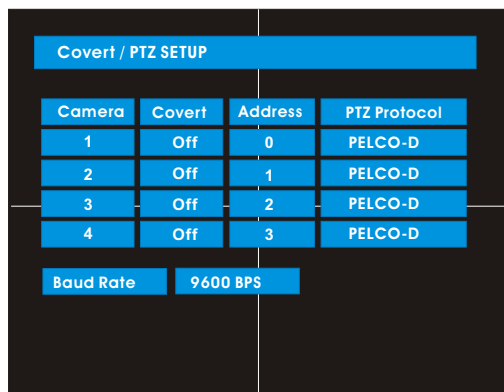 Covert / PTZ SETUP
Camera Covert Address PTZ Protocol
1 Off 0 PELCO-D
2 Off 1 PELCO-D
3 Off 2 PELCO-D
4 Off 3 PELCO-D
Baud Rate 9600 BPS